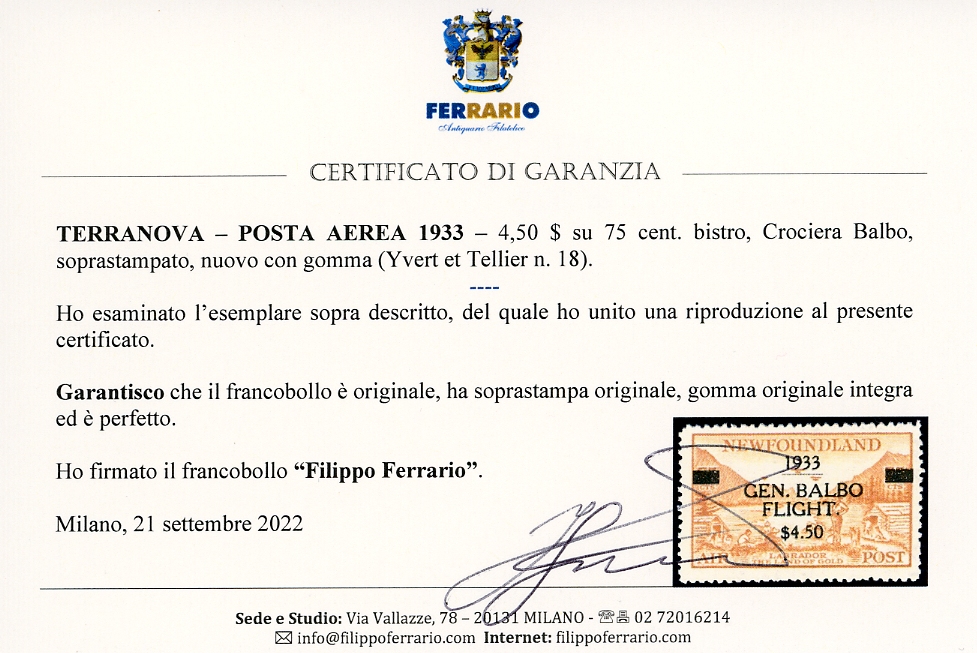 FERRARIO
Antiquario Filatelico
CERTIFICATO DI GARANZIA
TERRANOVA – POSTA AEREA 1933 – 4,50 $ su 75 cent. bistro, Crociera Balbo,
soprastampato, nuovo con gomma (Yvert et Tellier n. 18).
----
Ho esaminato l’esemplare sopra descritto, del quale ho unito una riproduzione al presente
certificato.
Garantisco che il francobollo è originale, ha soprastampa originale, gomma originale integra
ed è perfetto.
Ho firmato il francobollo “Filippo Ferrario”.
Milano, 21 settembre 2022
NEWFOUNDLAND
1933
GEN. BALBO
FLIGHT.
$4.50
AIR POST
LABRADOR
THE LAND OF GOLD
Sede e Studio: Via Vallazze, 78 – 20131 MILANO - ☏🖷 02 72016214
✉ info@filippoferrario.com Internet: filippoferrario.com